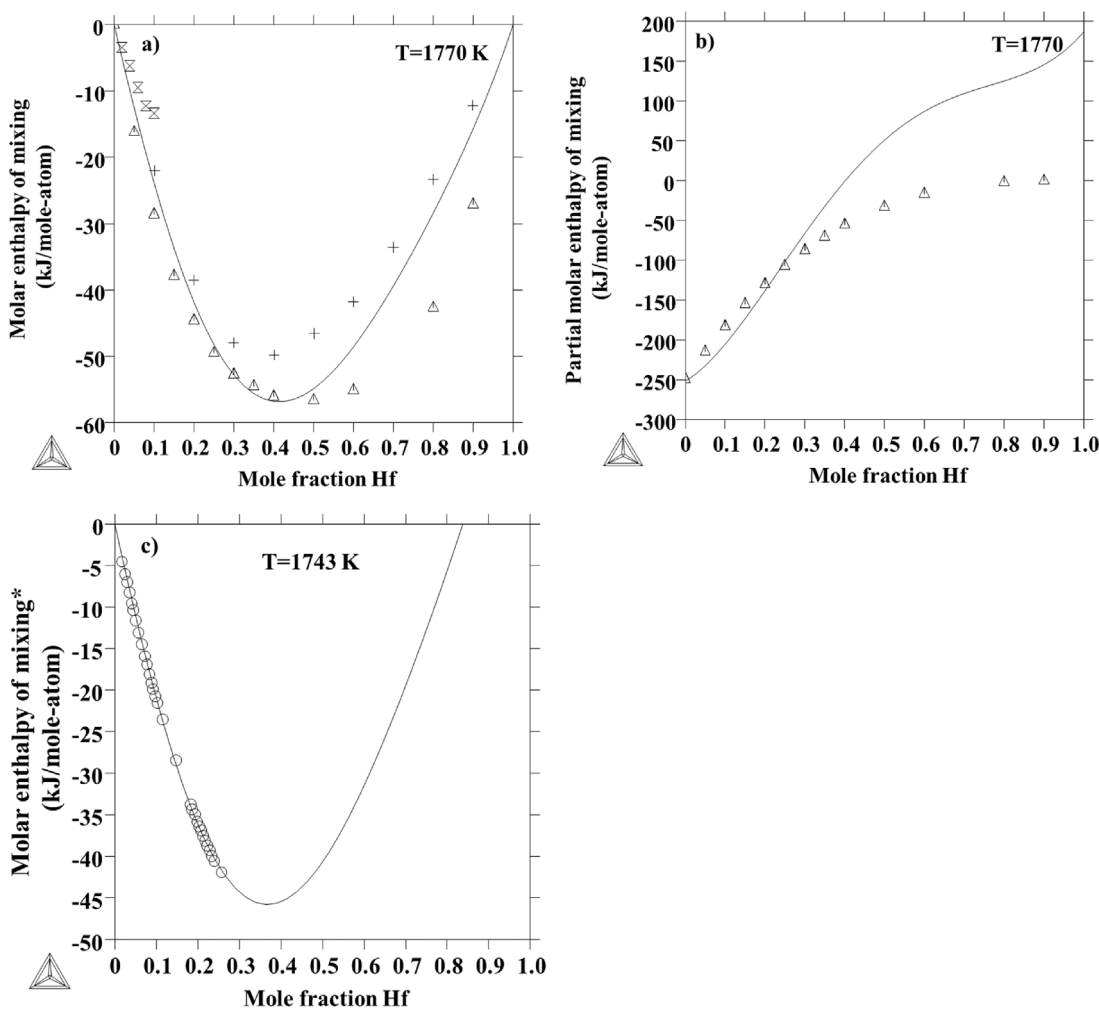 a)
T=1770 K
0
-10
-20
-30
-40
-50
-60
Molar enthalpy of mixing
(kJ/mole-atom)
0 0.1 0.2 0.3 0.4 0.5 0.6 0.7 0.8 0.9 1.0
Mole fraction Hf
b)
T=1770
200
150
100
50
0
-50
-100
-150
-200
-250
-300
Partial molar enthalpy of mixing
(kJ/mole-atom)
0 0.1 0.2 0.3 0.4 0.5 0.6 0.7 0.8 0.9 1.0
Mole fraction Hf
c)
T=1743 K
0
-5
-10
-15
-20
-25
-30
-35
-40
-45
-50
Molar enthalpy of mixing*
(kJ/mole-atom)
0 0.1 0.2 0.3 0.4 0.5 0.6 0.7 0.8 0.9 1.0
Mole fraction Hf